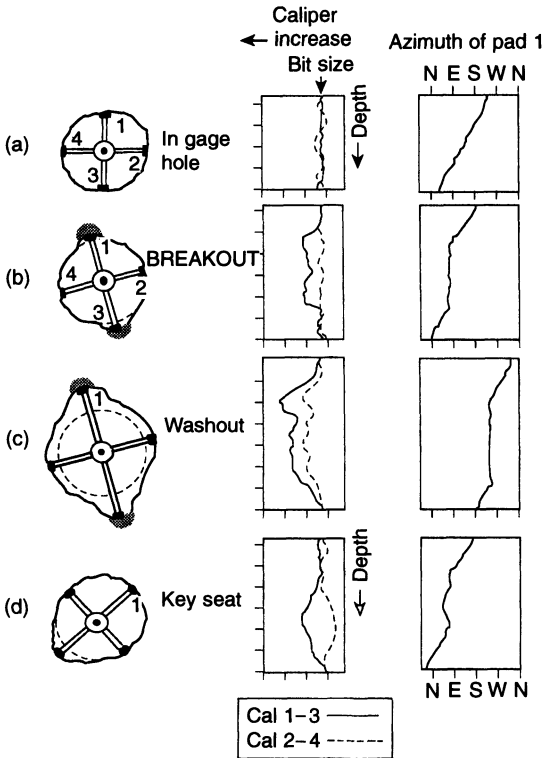 Caliper
← increase
Bit size
Azimuth of pad 1
N E S W N
Depth
(a)
1
4
2
3
In gage
hole
(b)
1
4
2
3
BREAKOUT
(c)
1
Washout
(d)
1
Key seat
Depth
N E S W N
Cal 1–3
Cal 2–4